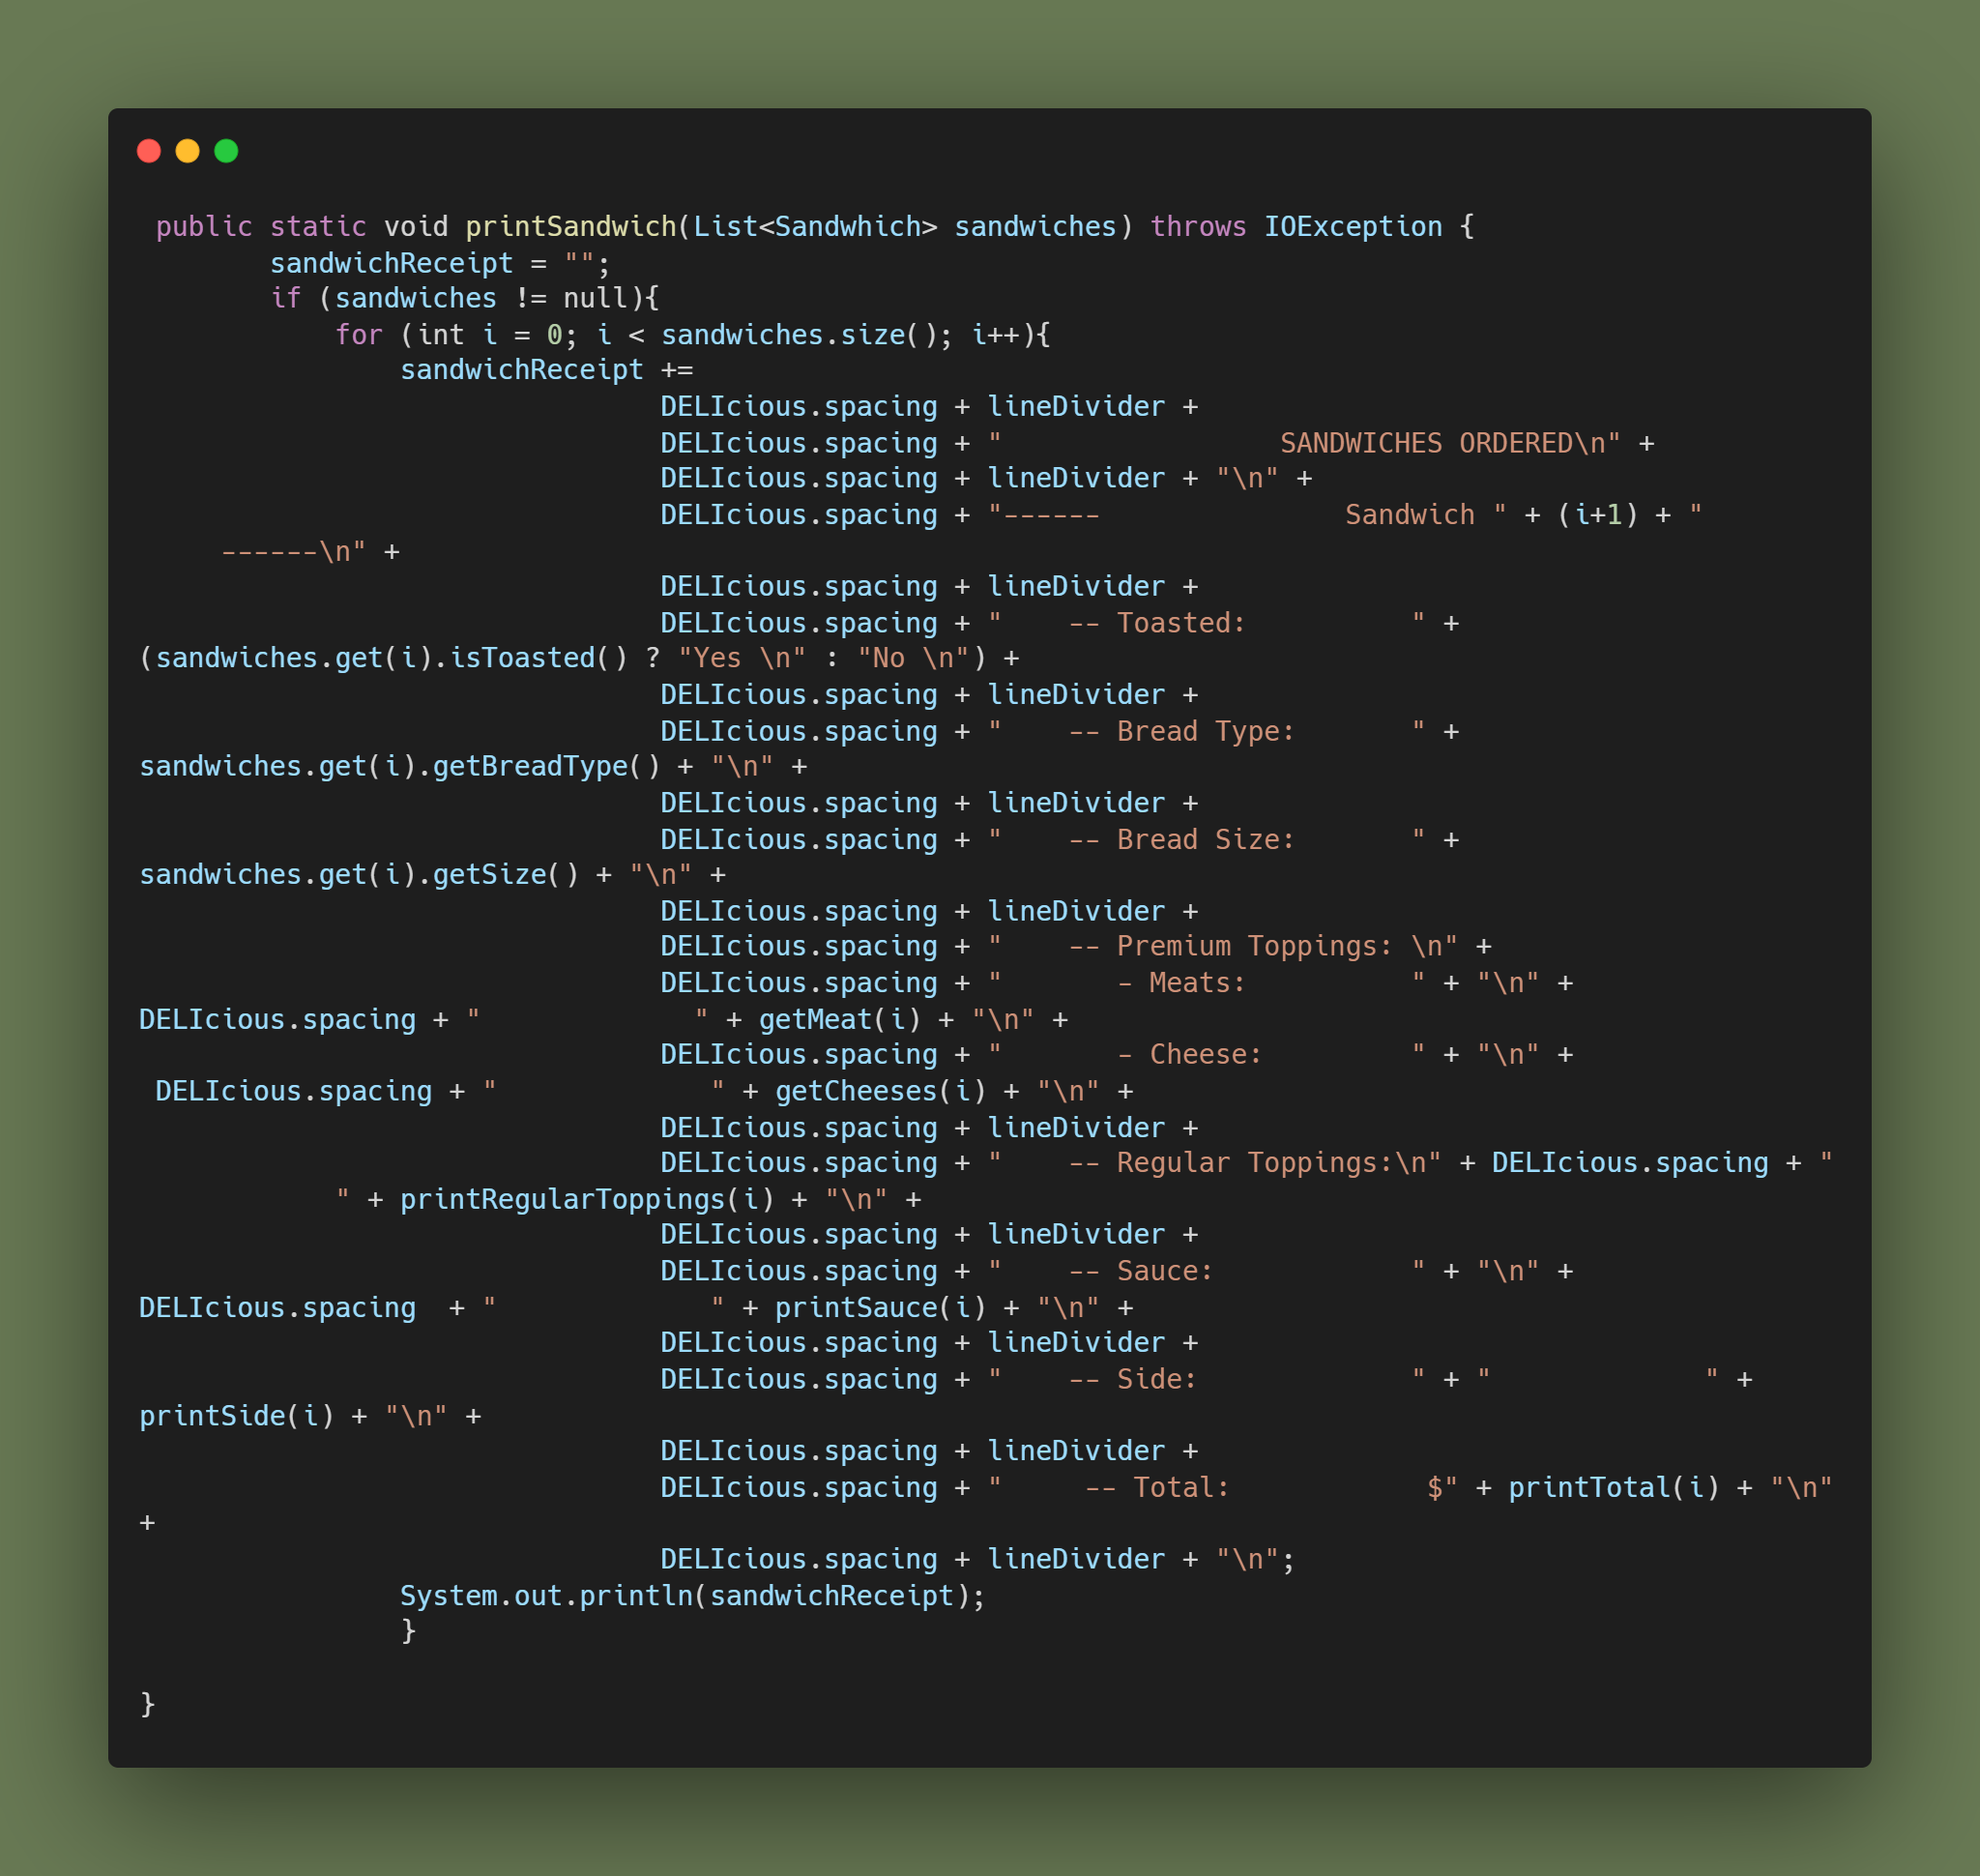 public static void printSandwich(List<Sandwhich> sandwiches) throws IOException {
        sandwichReceipt = "";
        if (sandwiches != null){
            for (int i = 0; i < sandwiches.size(); i++){
                sandwichReceipt +=
                                DELIcious.spacing + lineDivider +
                                DELIcious.spacing + "                 SANDWICHES ORDERED\n" +
                                DELIcious.spacing + lineDivider + "\n" +
                                DELIcious.spacing + "------               Sandwich " + (i+1) + "
     ------\n" +
                                DELIcious.spacing + lineDivider +
                                DELIcious.spacing + "    -- Toasted:          " +
(sandwiches.get(i).isToasted() ? "Yes \n" : "No \n") +
                                DELIcious.spacing + lineDivider +
                                DELIcious.spacing + "    -- Bread Type:       " +
sandwiches.get(i).getBreadType() + "\n" +
                                DELIcious.spacing + lineDivider +
                                DELIcious.spacing + "    -- Bread Size:       " +
sandwiches.get(i).getSize() + "\n" +
                                DELIcious.spacing + lineDivider +
                                DELIcious.spacing + "    -- Premium Toppings: \n" +
                                DELIcious.spacing + "       - Meats:          " + "\n" +
DELIcious.spacing + "             " + getMeat(i) + "\n" +
                                DELIcious.spacing + "       - Cheese:         " + "\n" +
 DELIcious.spacing + "             " + getCheeses(i) + "\n" +
                                DELIcious.spacing + lineDivider +
                                DELIcious.spacing + "    -- Regular Toppings:\n" + DELIcious.spacing + "
            " + printRegularToppings(i) + "\n" +
                                DELIcious.spacing + lineDivider +
                                DELIcious.spacing + "    -- Sauce:            " + "\n" +
DELIcious.spacing  + "             " + printSauce(i) + "\n" +
                                DELIcious.spacing + lineDivider +
                                DELIcious.spacing + "    -- Side:             " + "             " +
printSide(i) + "\n" +
                                DELIcious.spacing + lineDivider +
                                DELIcious.spacing + "     -- Total:            $" + printTotal(i) + "\n"
+
                                DELIcious.spacing + lineDivider + "\n";
                System.out.println(sandwichReceipt);
                }
}